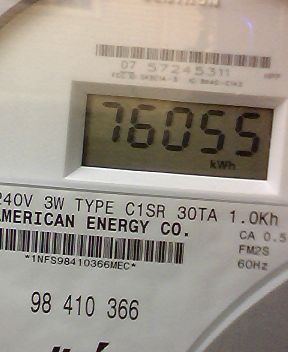 07 57245311
76055
kWh
240V 3W TYPE C1SR 30TA 1.0Kh
AMERICAN ENERGY CO.
CA 0.5
FM2S
60Hz
*1NFS98410366MEC*
98 410 366